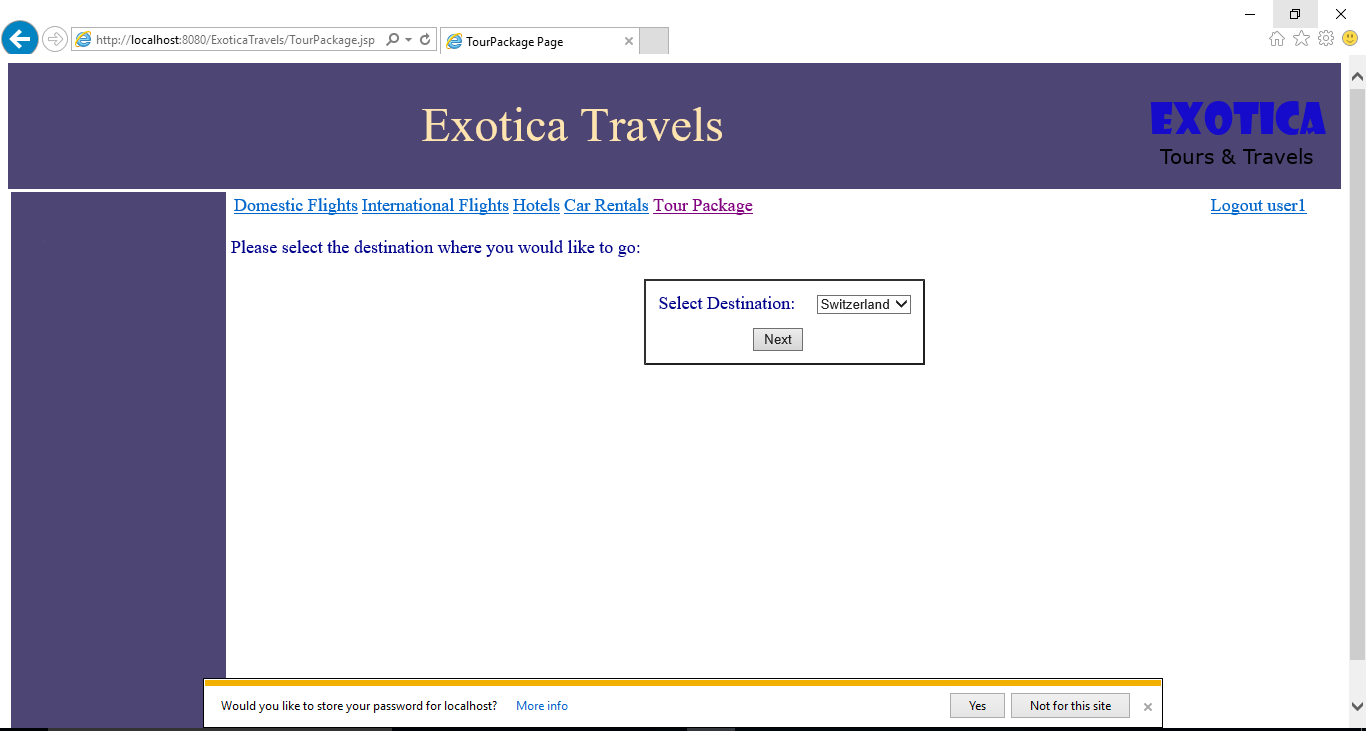 http://localhost:8080/ExoticaTravels/TourPackage.jsp
TourPackage Page
Exotica Travels
EXOTICA
Tours & Travels
Domestic Flights International Flights Hotels Car Rentals Tour Package
Logout user1
Please select the destination where you would like to go:
Select Destination: Switzerland
Next
Would you like to store your password for localhost? More info
Yes
Not for this site